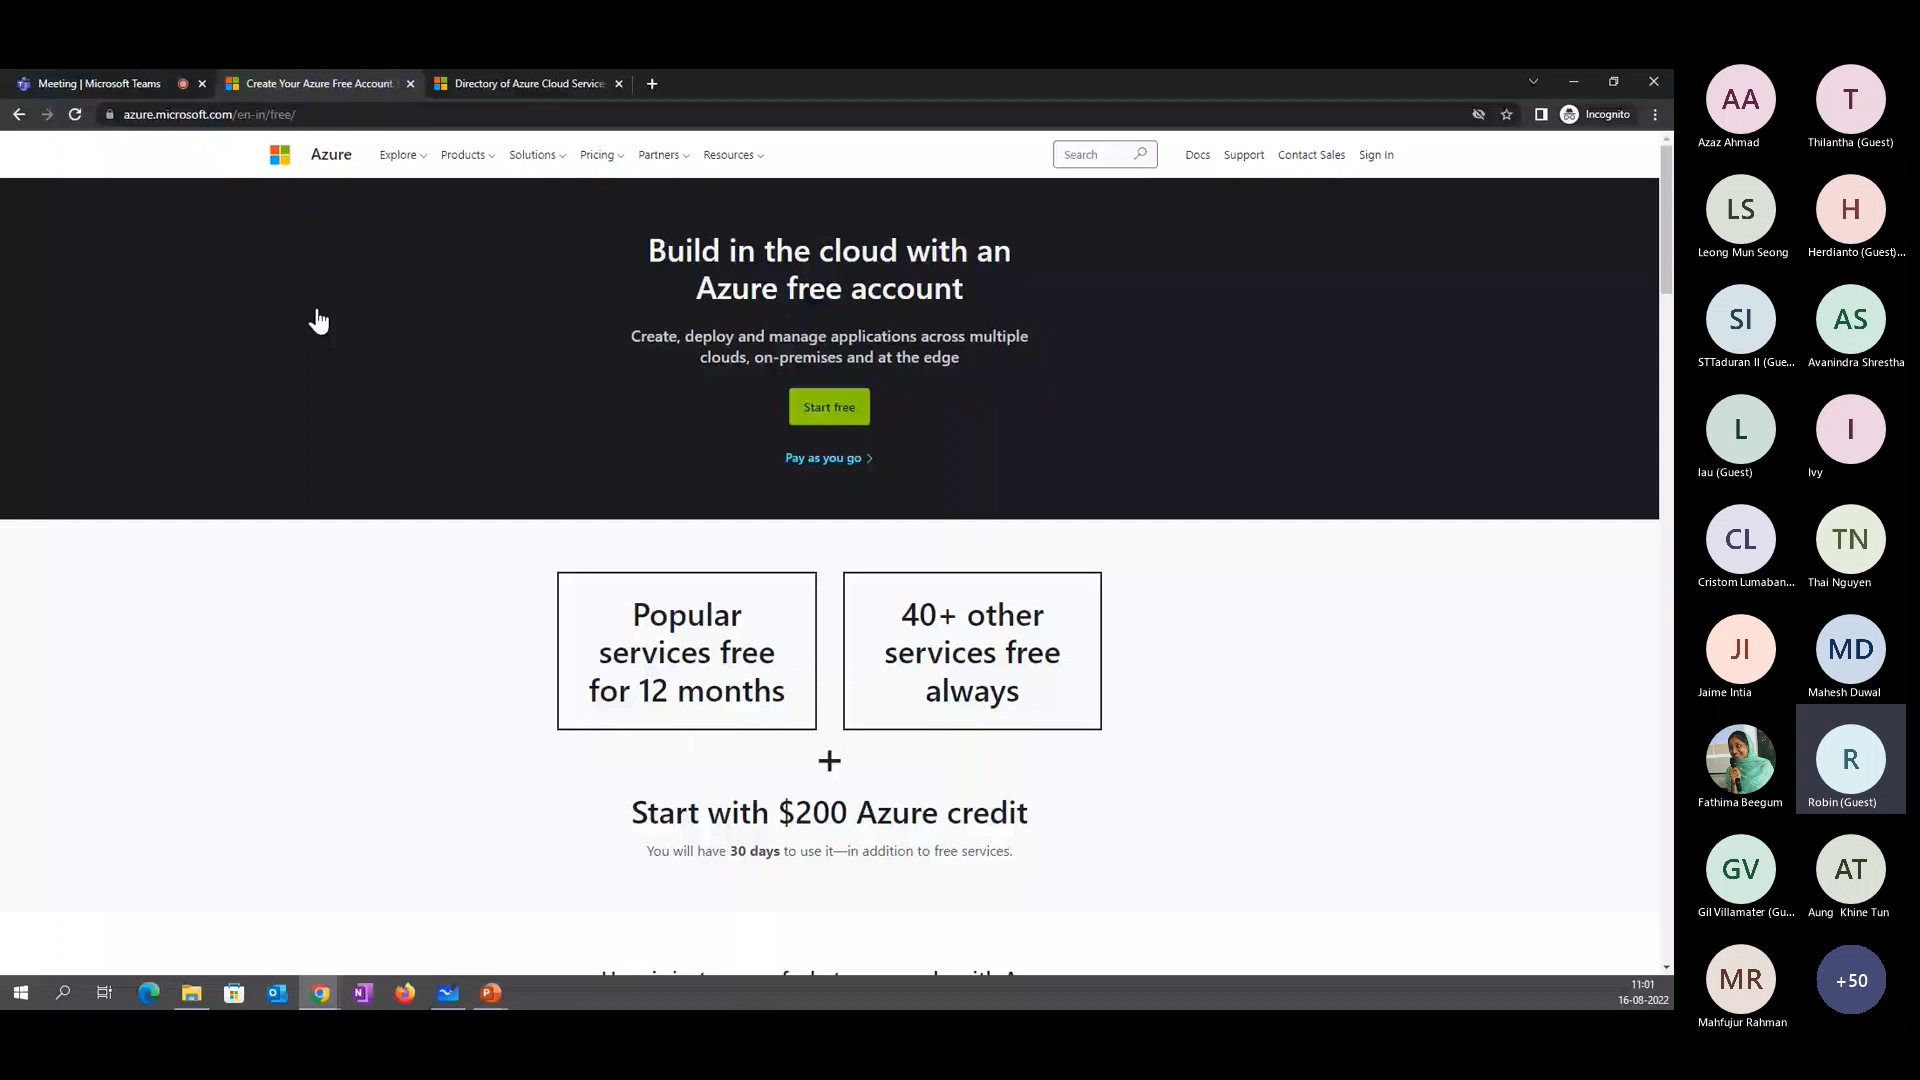 Meeting | Microsoft Teams
Create Your Azure Free Account
Directory of Azure Cloud Service
azure.microsoft.com/en-in/free/
Incognito
Azure
Explore
Products
Solutions
Pricing
Partners
Resources
Search
Docs
Support
Contact Sales
Sign In
Build in the cloud with an
Azure free account
Create, deploy and manage applications across multiple
clouds, on-premises and at the edge
Start free
Pay as you go
Popular
services free
for 12 months
40+ other
services free
always
+
Start with $200 Azure credit
You will have 30 days to use it—in addition to free services.
11:01
16-08-2022
AA
Azaz Ahmad
T
Thilantha (Guest)
LS
Leong Mun Seong
H
Herdianto (Guest)...
SI
STTaduran II (Gue...
AS
Avanindra Shrestha
L
lau (Guest)
I
Ivy
CL
Cristom Lumaban...
TN
Thai Nguyen
JI
Jaime Intia
MD
Mahesh Duwal
Fathima Beegum
R
Robin (Guest)
GV
Gil Villamater (Gu...
AT
Aung Khine Tun
MR
Mahfujur Rahman
+50